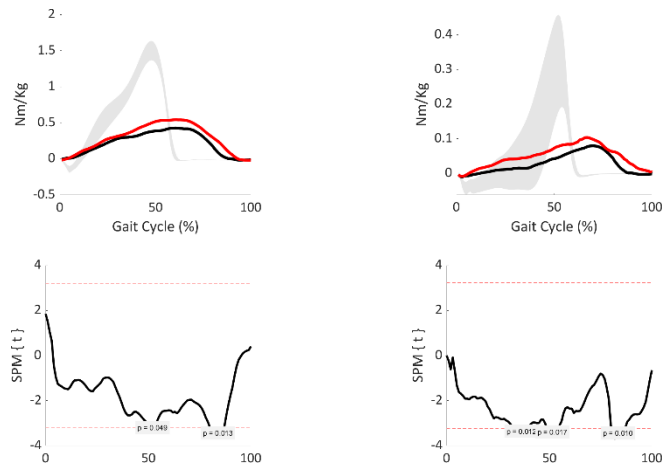 2
1.5
1
0.5
0
-0.5
Nm/Kg
0 50 100
Gait Cycle (%)
0.4
0.3
0.2
0.1
0
Nm/Kg
0 50 100
Gait Cycle (%)
4
2
0
-2
-4
SPM { t }
p = 0.049
p = 0.013
0 50 100
4
2
0
-2
-4
SPM { t }
p = 0.012
p = 0.017
p = 0.010
0 50 100